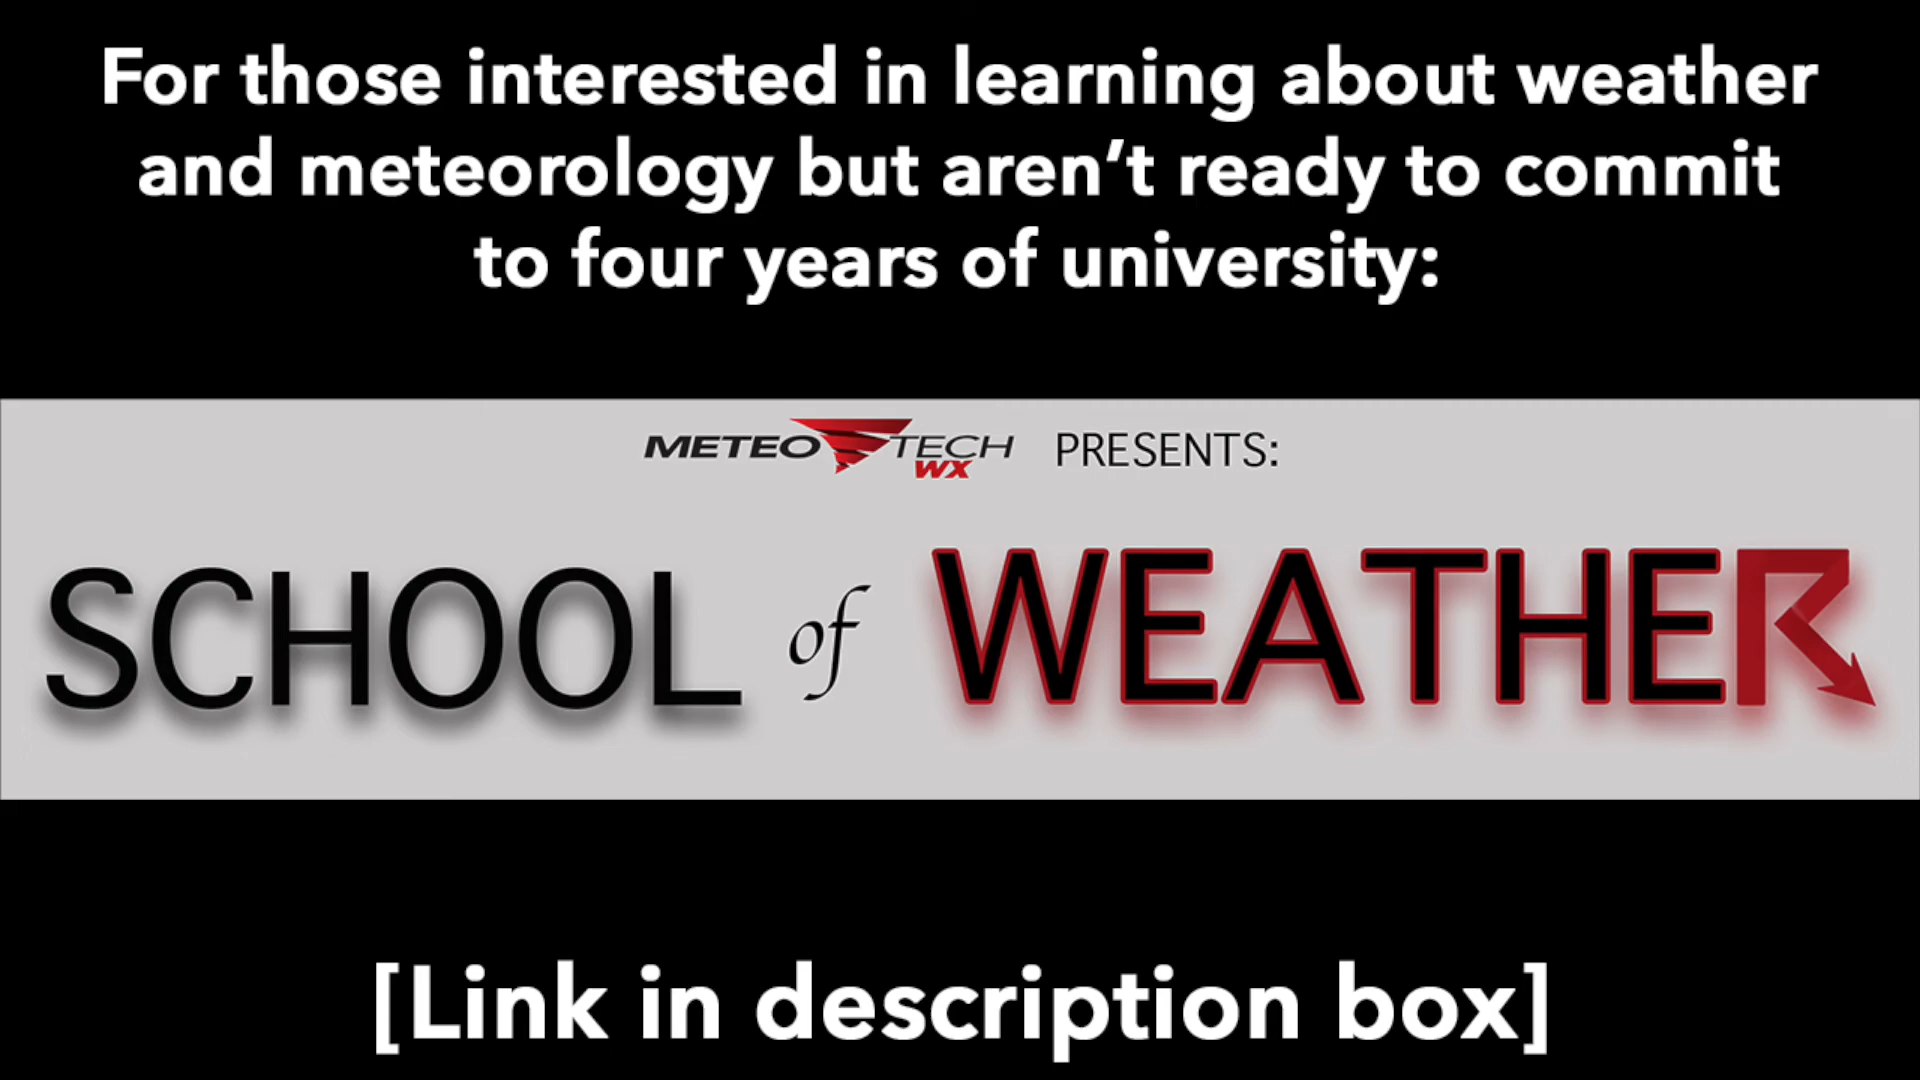 For those interested in learning about weather
and meteorology but aren’t ready to commit
to four years of university:
METEO TECH WX PRESENTS:
SCHOOL of WEATHER
[Link in description box]